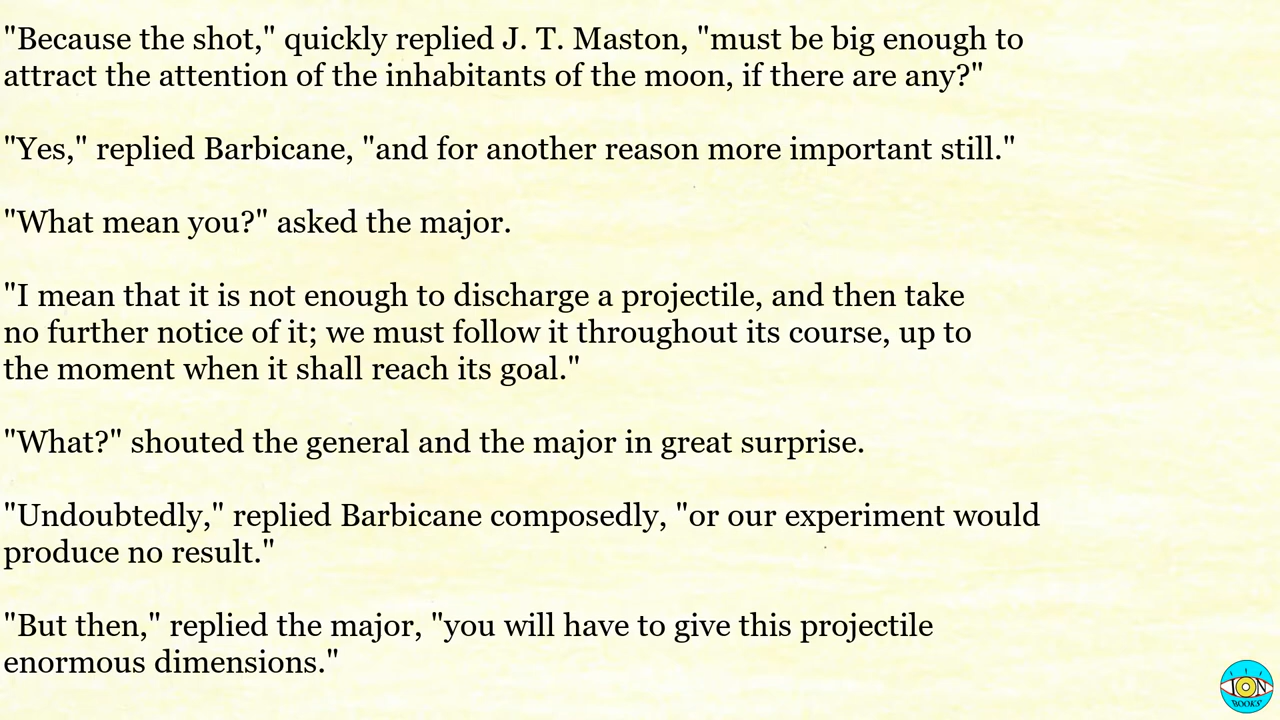 "Because the shot," quickly replied J. T. Maston, "must be big enough to
attract the attention of the inhabitants of the moon, if there are any?"
"Yes," replied Barbicane, "and for another reason more important still."
"What mean you?" asked the major.
"I mean that it is not enough to discharge a projectile, and then take
no further notice of it; we must follow it throughout its course, up to
the moment when it shall reach its goal."
"What?" shouted the general and the major in great surprise.
"Undoubtedly," replied Barbicane composedly, "or our experiment would
produce no result."
"But then," replied the major, "you will have to give this projectile
enormous dimensions."
ION
BOOKS